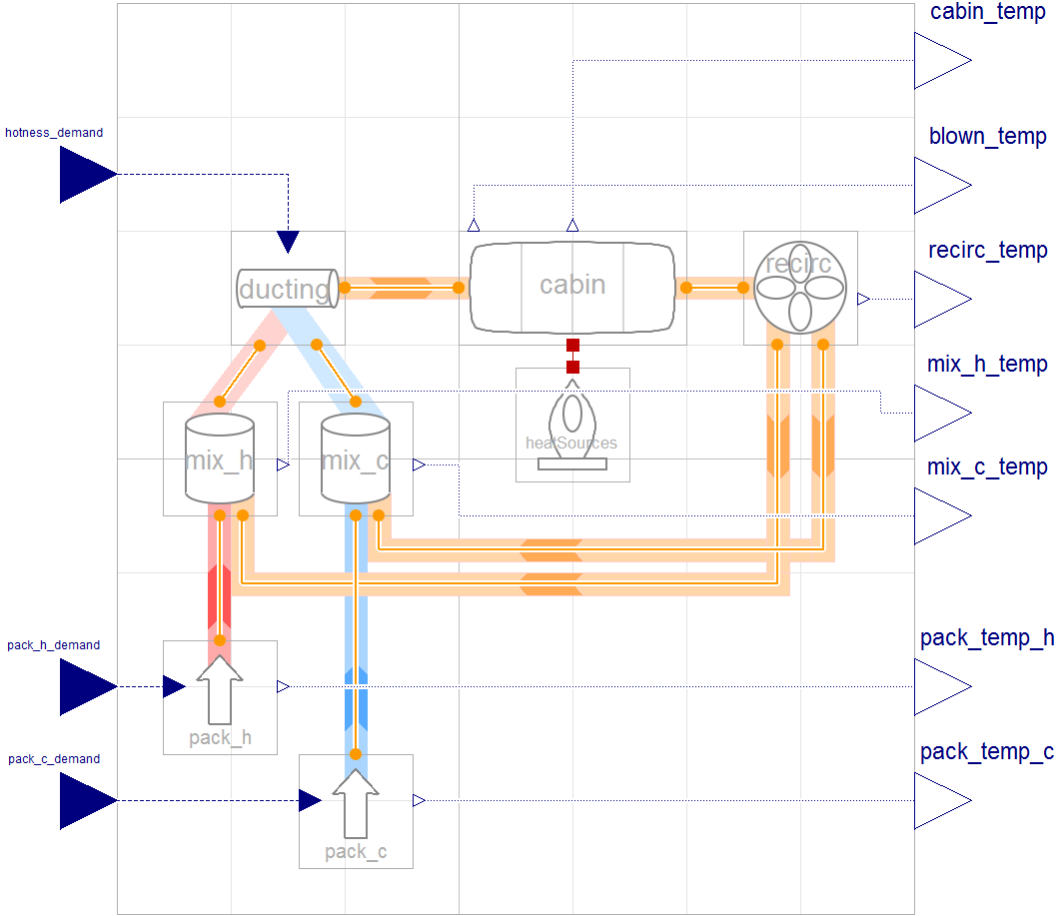 cabin_temp
hotness_demand
blown_temp
ducting
cabin
recirc
recirc_temp
mix_h_temp
mix_h
mix_c
heatSources
mix_c_temp
pack_h_demand
pack_h
pack_temp_h
pack_c_demand
pack_c
pack_temp_c